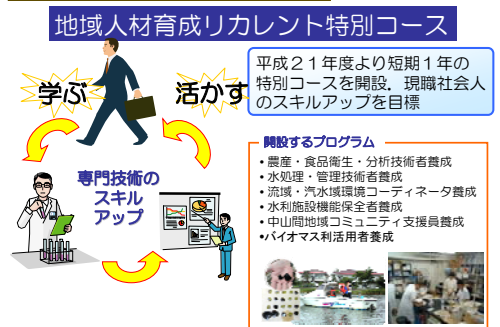 地域人材育成リカレント特別コース
学ぶ
活かす
平成２１年度より短期１年の
特別コースを開設．現職社会人
のスキルアップを目標
専門技術の
スキル
アップ
開設するプログラム
•農産・食品衛生・分析技術者養成
•水処理・管理技術者養成
•流域・汽水域環境コーディネータ養成
•水利施設機能保全者養成
•中山間地域コミュニティ支援員養成
•バイオマス利活用者養成